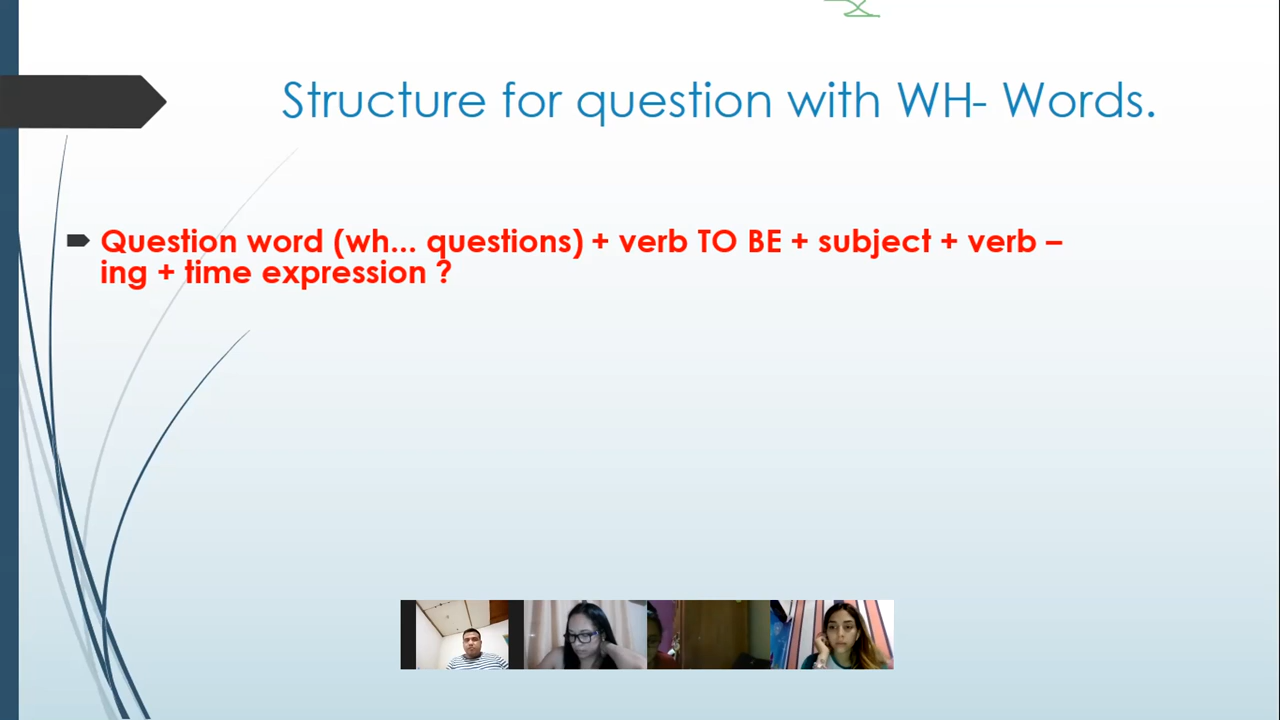 Structure for question with WH- Words.
Question word (wh... questions) + verb TO BE + subject + verb –
ing + time expression ?